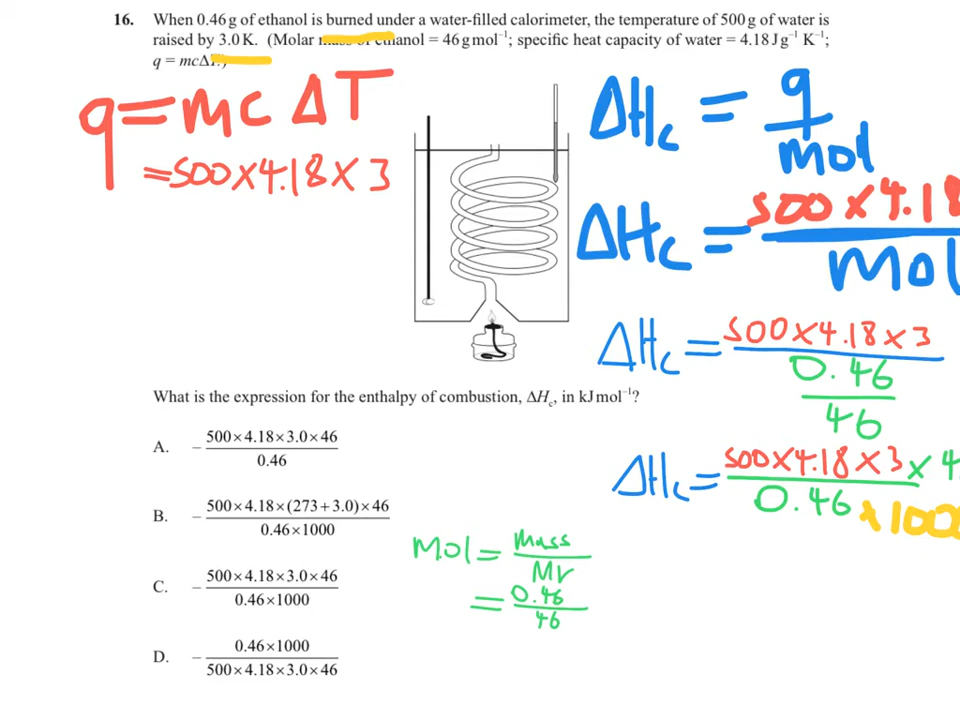 16. When 0.46 g of ethanol is burned under a water-filled calorimeter, the temperature of 500 g of water is
raised by 3.0 K. (Molar mass of ethanol = 46 g mol⁻¹; specific heat capacity of water = 4.18 J g⁻¹ K⁻¹;
q = mcΔT.)
q = mc ΔT
= 500 × 4.18 × 3
ΔHc = q / mol
ΔHc = 500 × 4.18 / mol
ΔHc = 500 × 4.18 × 3 / (0.46 / 46)
What is the expression for the enthalpy of combustion, ΔHc, in kJ mol⁻¹?
A. − 500 × 4.18 × 3.0 × 46 / 0.46
ΔHc = 500 × 4.18 × 3 × 4 / 0.46 × 100
B. − 500 × 4.18 × (273 + 3.0) × 46 / 0.46 × 1000
Mol = Mass / Mr
= 0.46 / 46
C. − 500 × 4.18 × 3.0 × 46 / 0.46 × 1000
D. − 0.46 × 1000 / 500 × 4.18 × 3.0 × 46